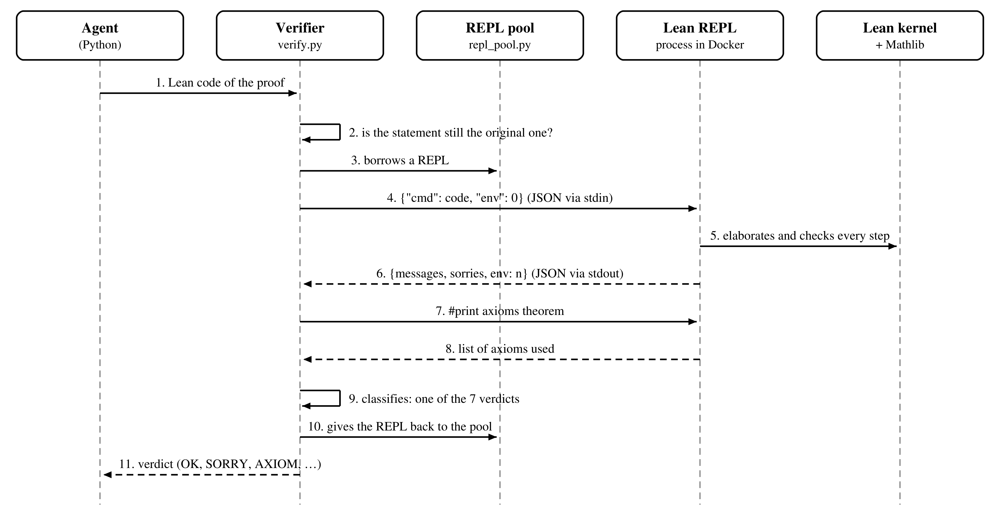 Agent
(Python)
Verifier
verify.py
REPL pool
repl_pool.py
Lean REPL
process in Docker
Lean kernel
+ Mathlib
1. Lean code of the proof
2. is the statement still the original one?
3. borrows a REPL
4. {"cmd": code, "env": 0} (JSON via stdin)
5. elaborates and checks every step
6. {messages, sorries, env: n} (JSON via stdout)
7. #print axioms theorem
8. list of axioms used
9. classifies: one of the 7 verdicts
10. gives the REPL back to the pool
11. verdict (OK, SORRY, AXIOM, …)